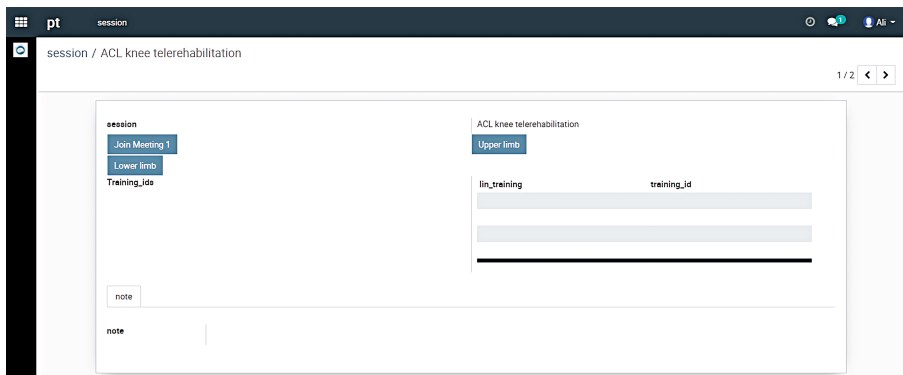 pt session 1 Ali
session / ACL knee telerehabilitation
1 / 2
session ACL knee telerehabilitation
Join Meeting 1 Upper limb
Lower limb
Training_ids lin_training training_id
note
note